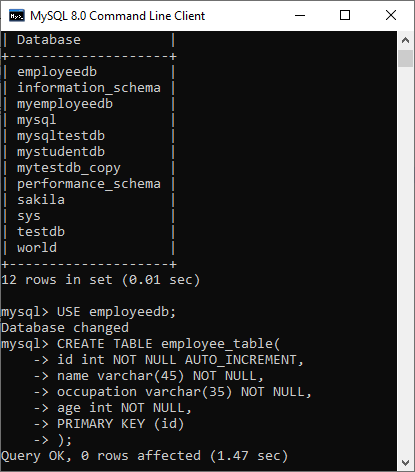 MySQL 8.0 Command Line Client
| Database           |
+--------------------+
| employeedb         |
| information_schema |
| myemployeedb       |
| mysql              |
| mysqltestdb        |
| mystudentdb        |
| mytestdb_copy      |
| performance_schema |
| sakila             |
| sys                |
| testdb             |
| world              |
+--------------------+
12 rows in set (0.01 sec)

mysql> USE employeedb;
Database changed
mysql> CREATE TABLE employee_table(
    -> id int NOT NULL AUTO_INCREMENT,
    -> name varchar(45) NOT NULL,
    -> occupation varchar(35) NOT NULL,
    -> age int NOT NULL,
    -> PRIMARY KEY (id)
    -> );
Query OK, 0 rows affected (1.47 sec)